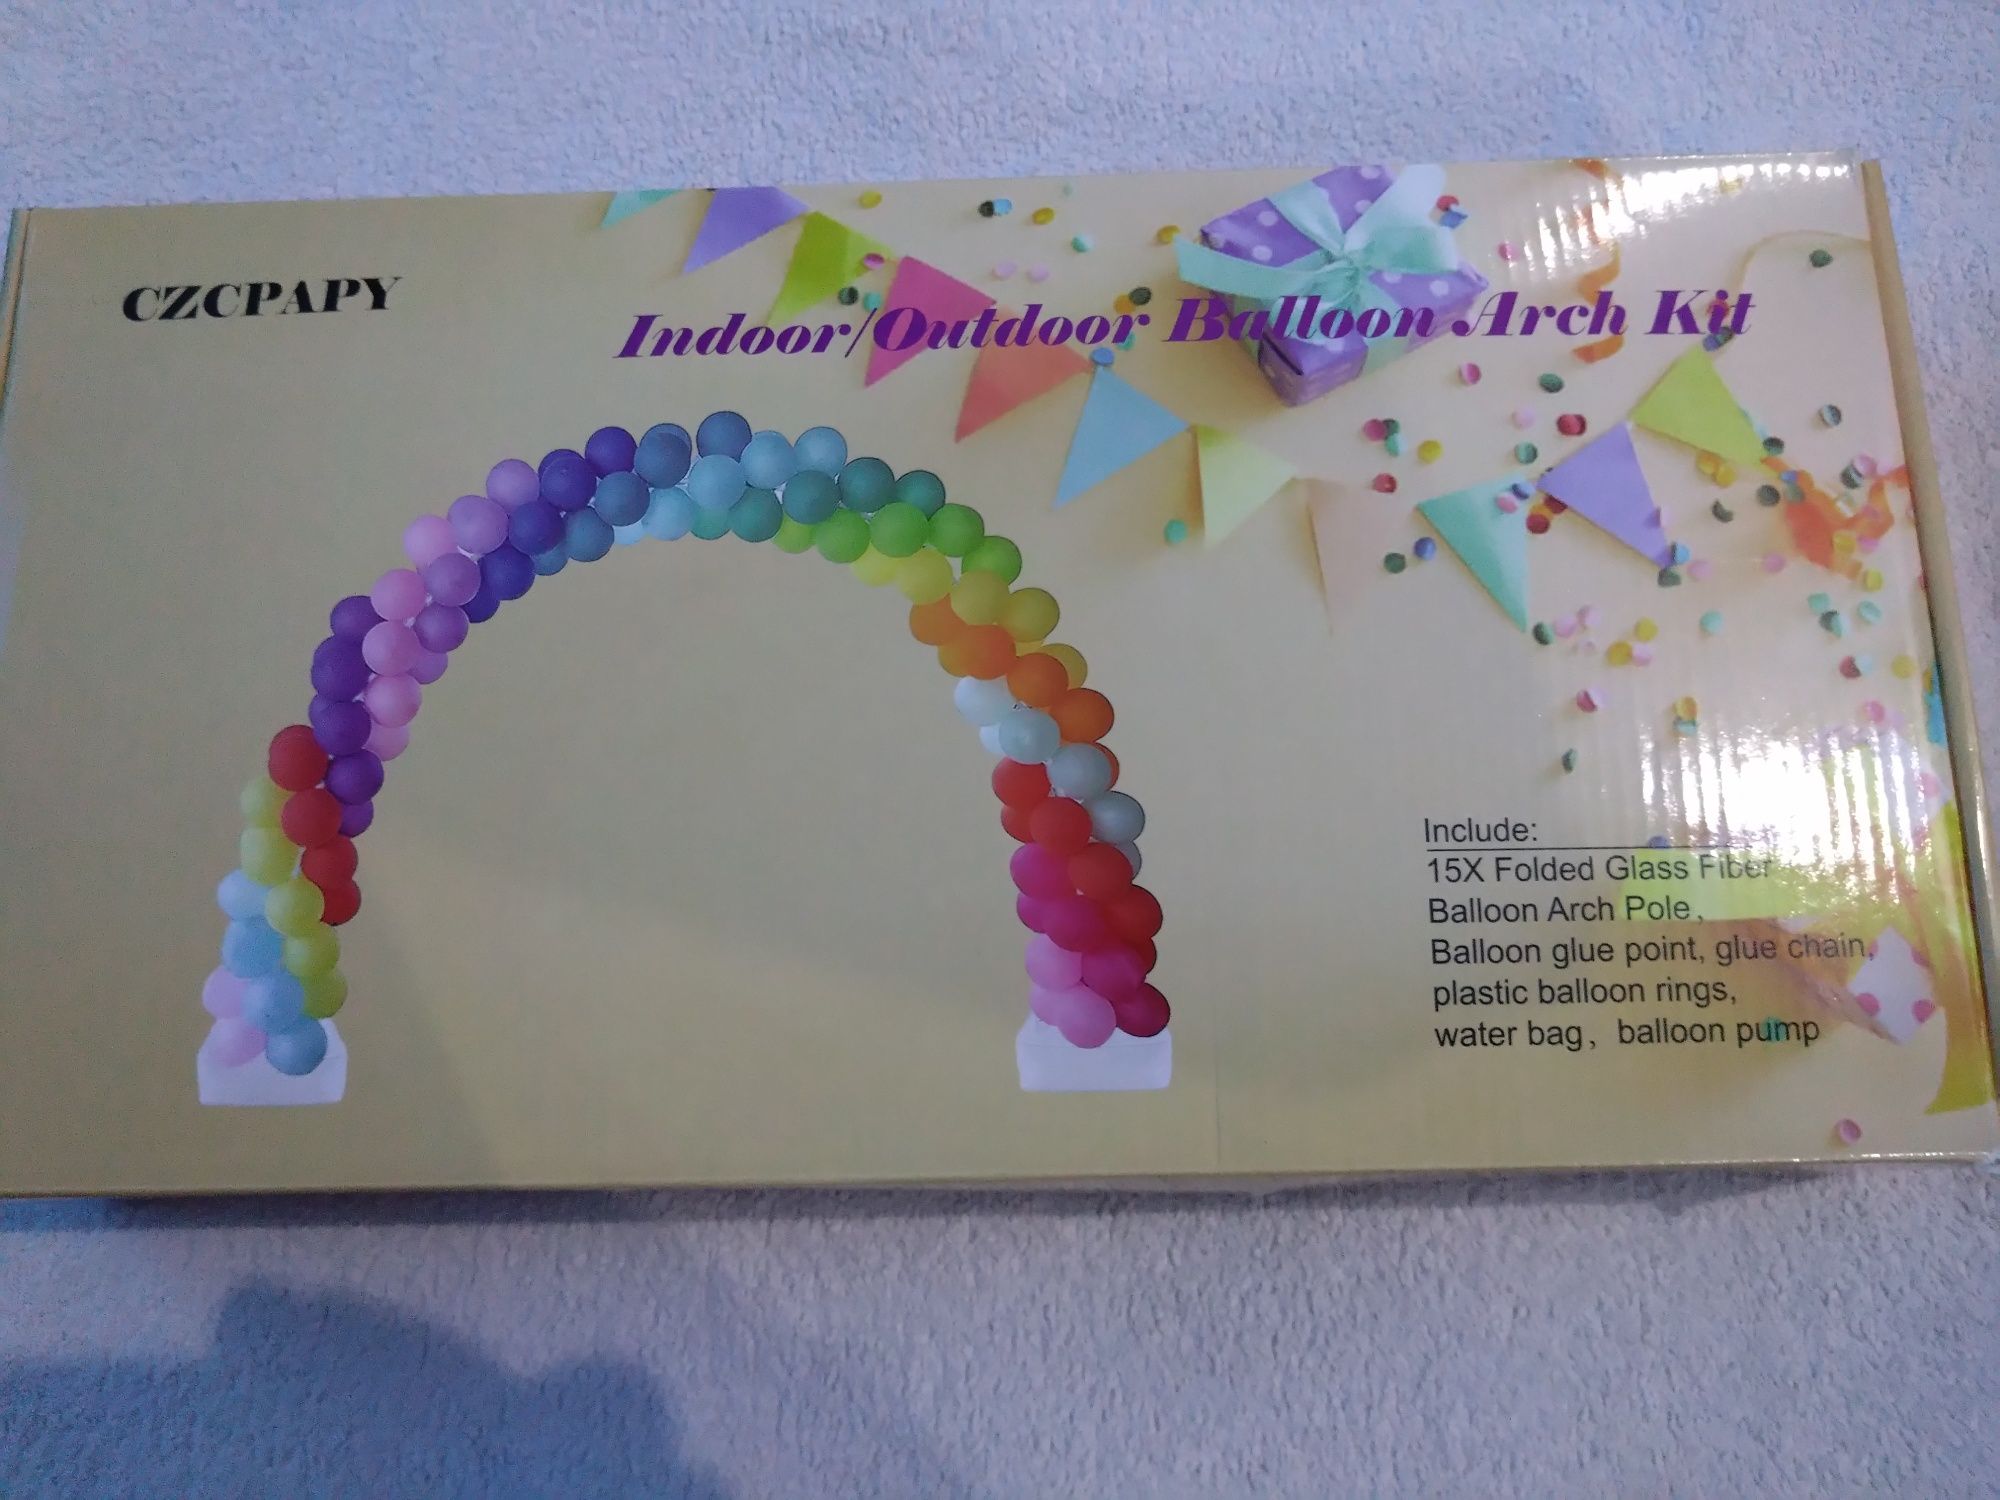 CZCPAPY
Indoor/Outdoor Balloon Arch Kit
Include:
15X Folded Glass Fiber
Balloon Arch Pole,
Balloon glue point, glue chain,
plastic balloon rings,
water bag, balloon pump